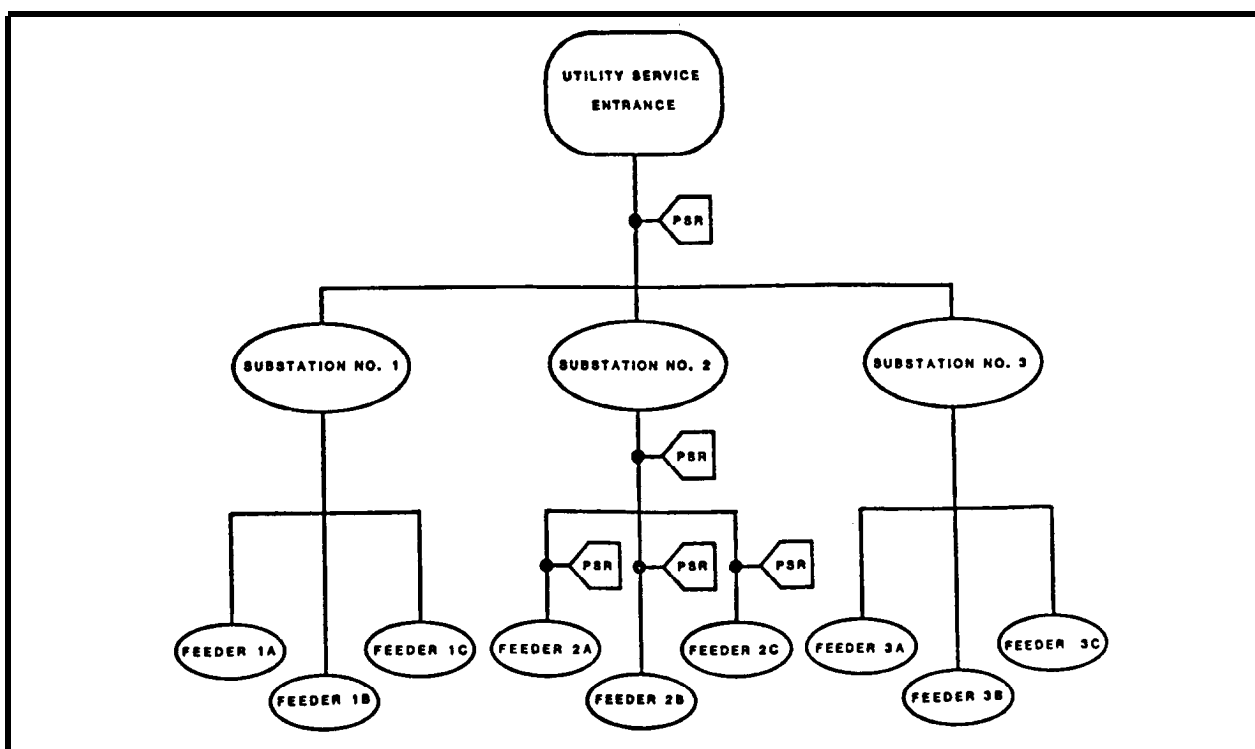 UTILITY SERVICE
ENTRANCE
PSR
SUBSTATION NO. 1
SUBSTATION NO. 2
SUBSTATION NO. 3
PSR
PSR
PSR
PSR
FEEDER 1A
FEEDER 1C
FEEDER 2A
FEEDER 2C
FEEDER 3A
FEEDER 3C
FEEDER 1B
FEEDER 2B
FEEDER 3B